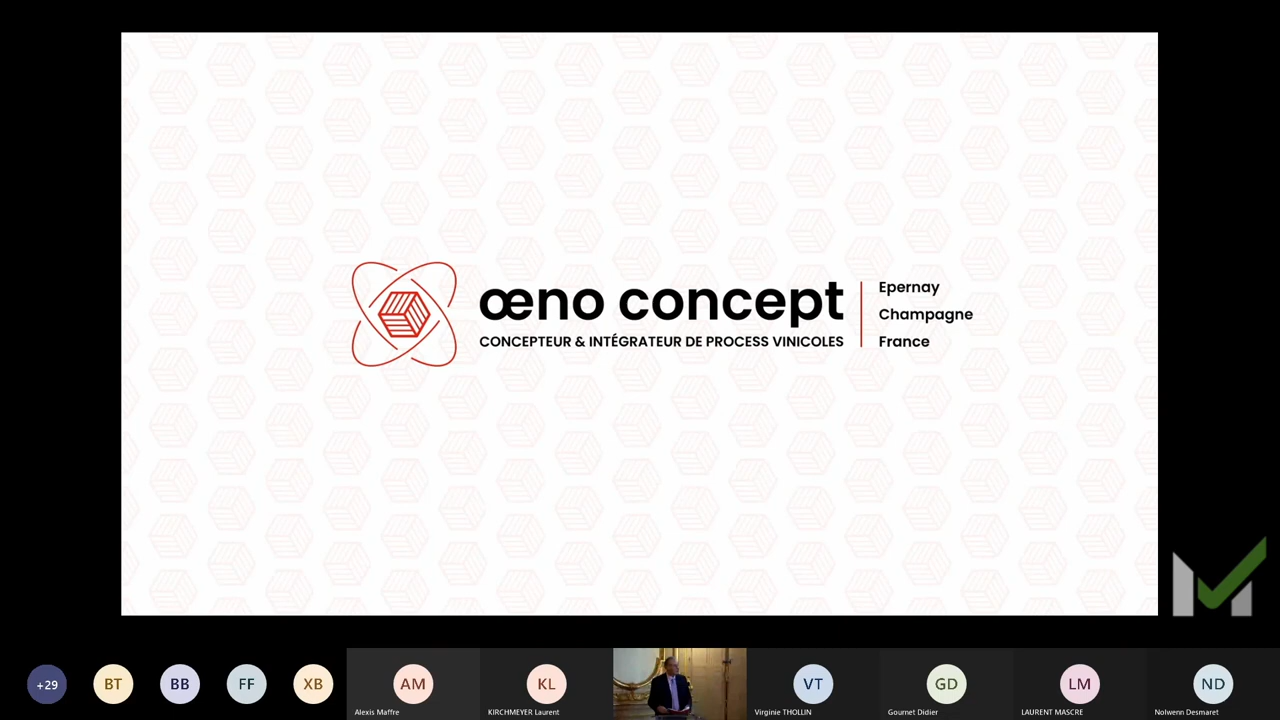 œno concept
CONCEPTEUR & INTÉGRATEUR DE PROCESS VINICOLES
Epernay
Champagne
France
+29
BT
BB
FF
XB
AM
Alexis Maffre
KL
KIRCHMEYER Laurent
VT
Virginie THOLLIN
GD
Gournet Didier
LM
LAURENT MASCRE
ND
Nolwenn Desmaret